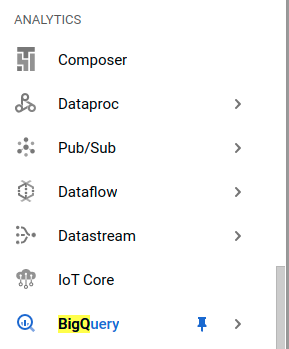 ANALYTICS
Composer
Dataproc
Pub/Sub
Dataflow
Datastream
IoT Core
BigQuery